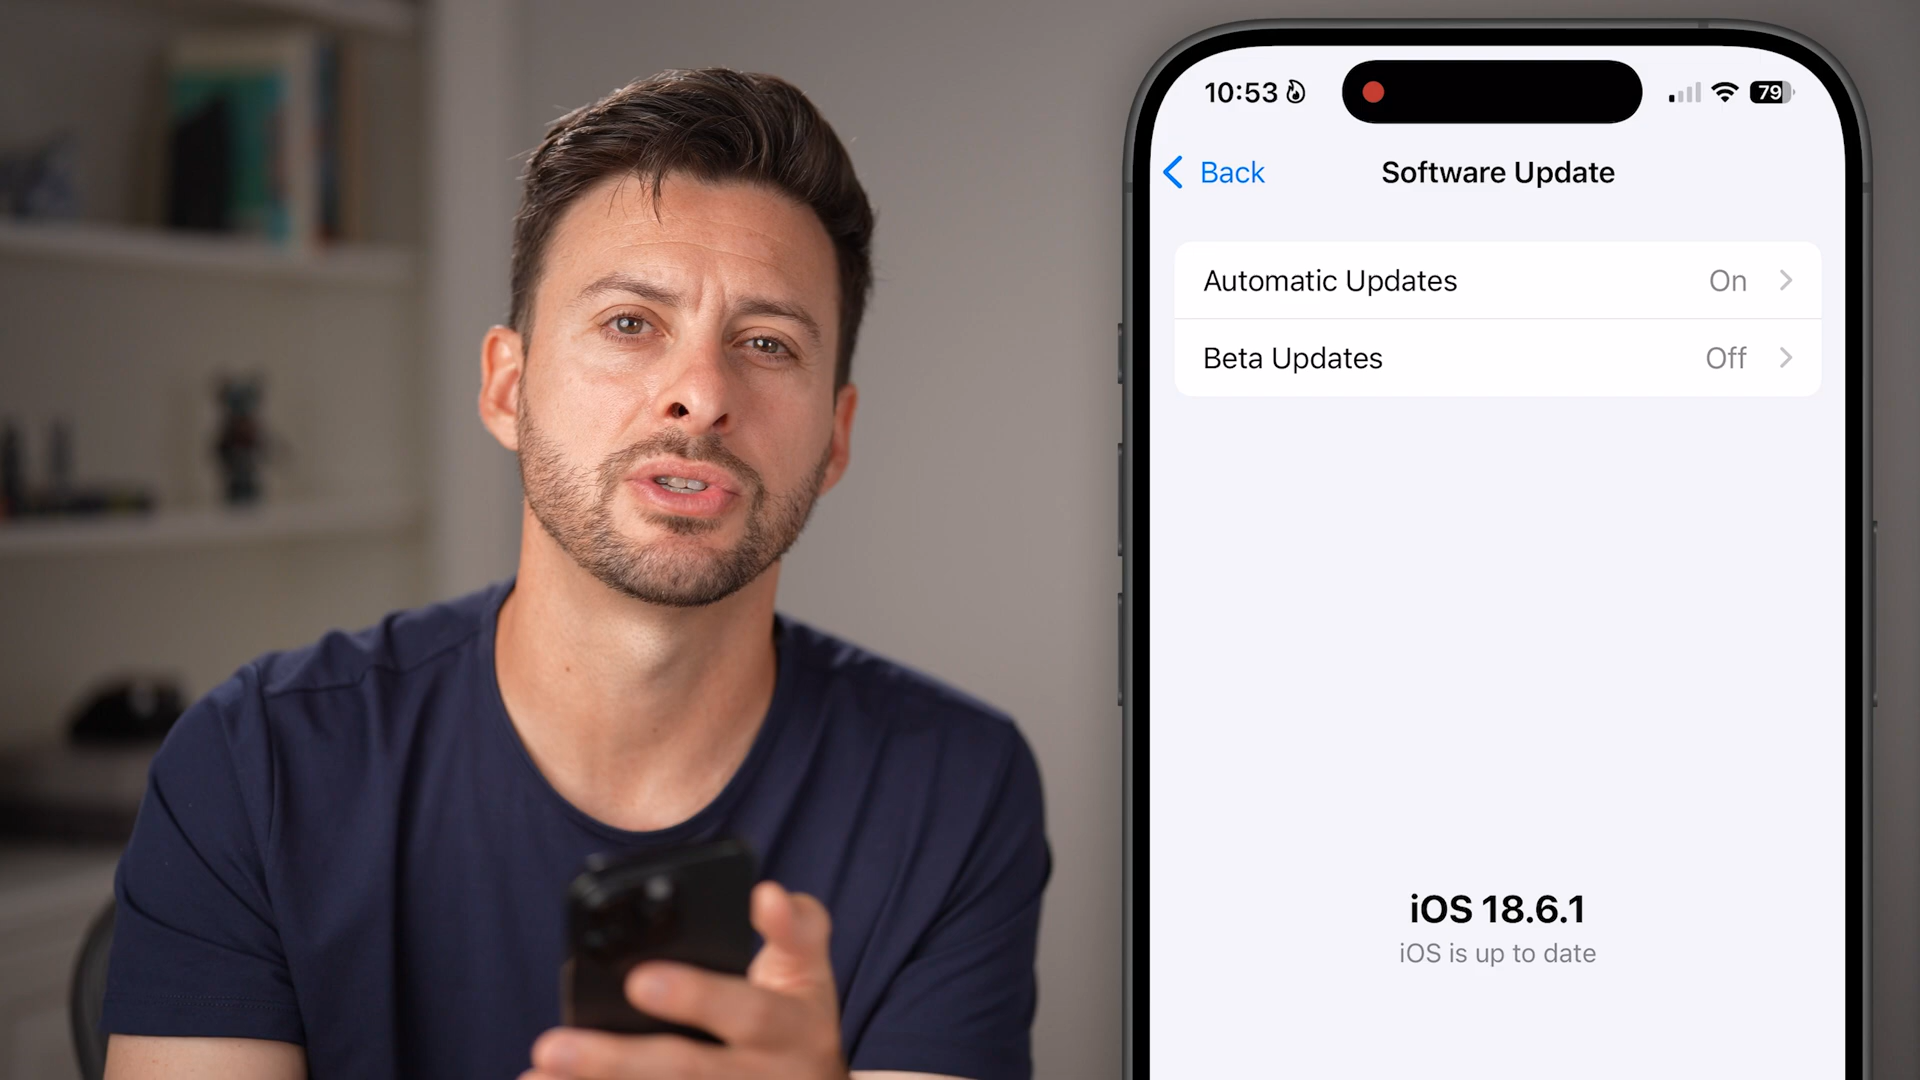 10:53
79
Back
Software Update
Automatic Updates On
Beta Updates Off
iOS 18.6.1
iOS is up to date